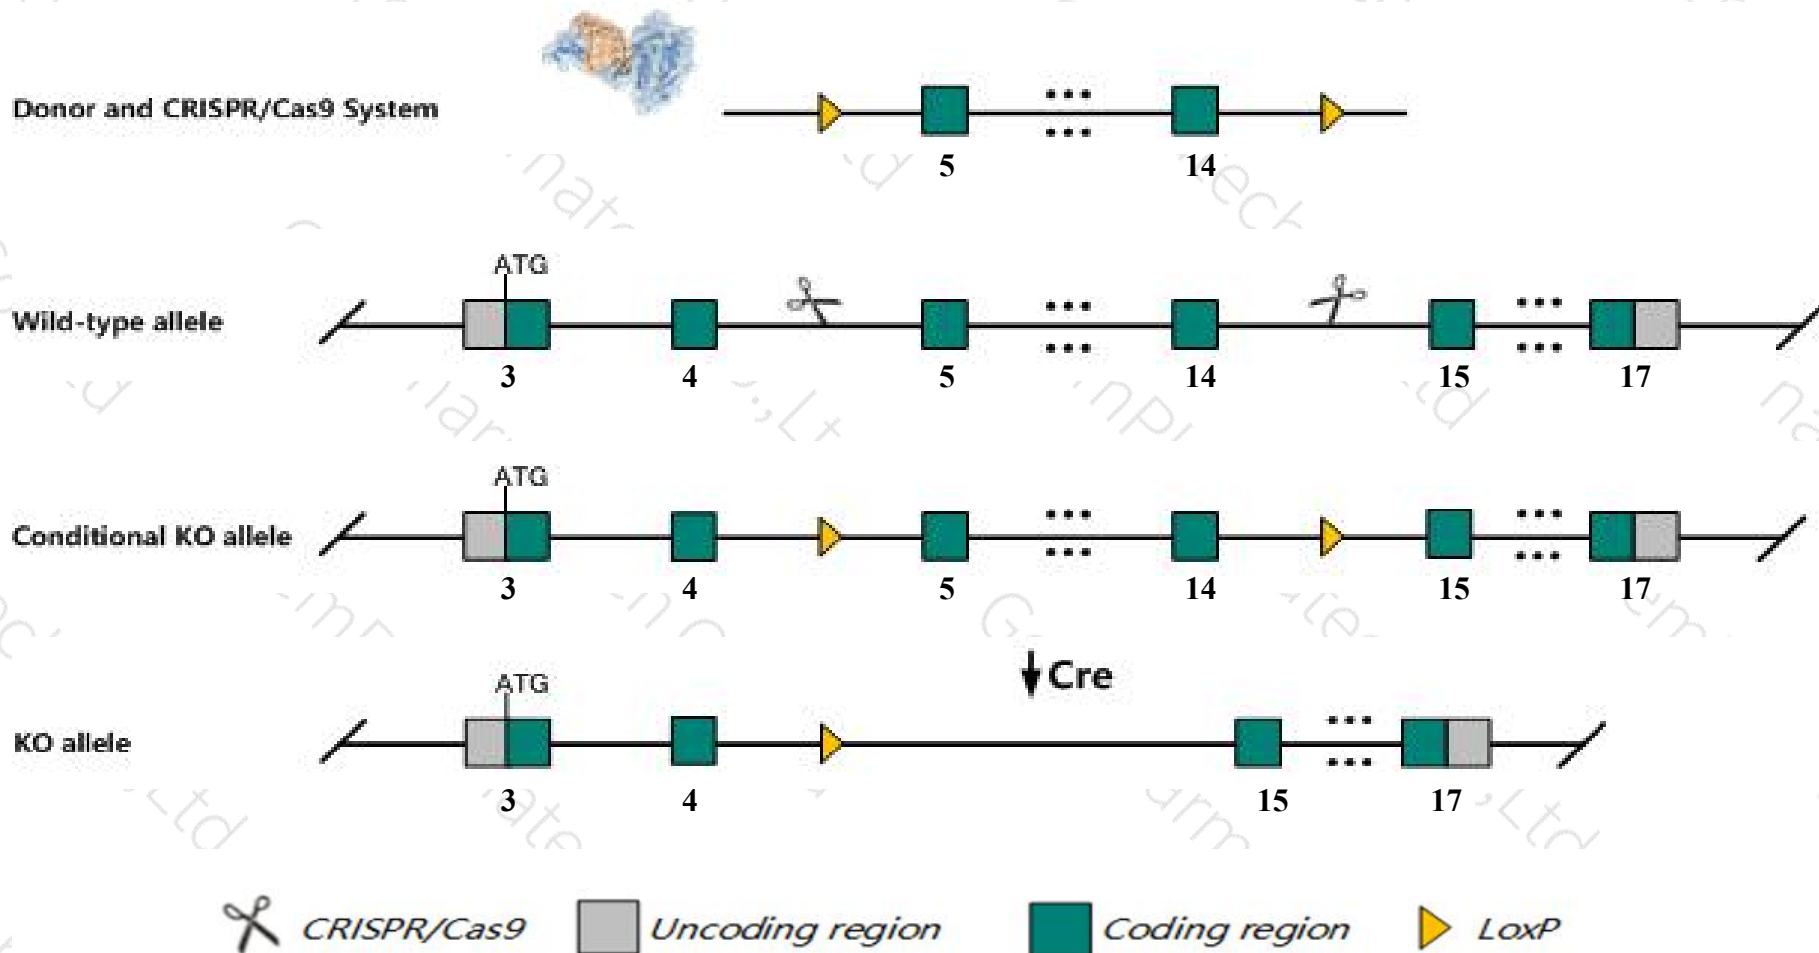 Donor and CRISPR/Cas9 System
5 14
ATG
Wild-type allele
3 4 5 14 15 17
ATG
Conditional KO allele
3 4 5 14 15 17
Cre
ATG
KO allele
3 4 15 17
CRISPR/Cas9 Uncoding region Coding region LoxP